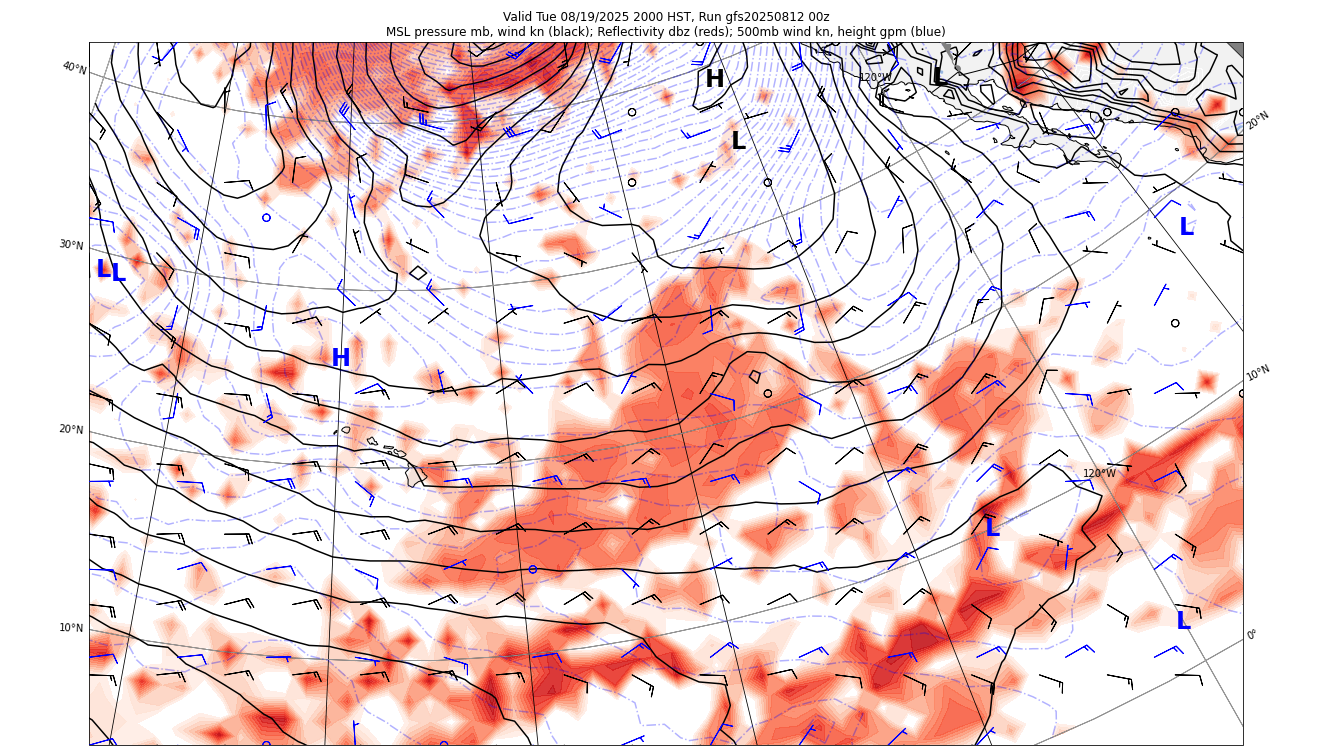 Valid Tue 08/19/2025 2000 HST, Run gfs20250812 00z
MSL pressure mb, wind kn (black); Reflectivity dbz (reds); 500mb wind kn, height gpm (blue)
40°N
H
120°W
L
20°N
L
30°N
L
L
L
H
10°N
20°N
120°W
L
10°N
L
0°